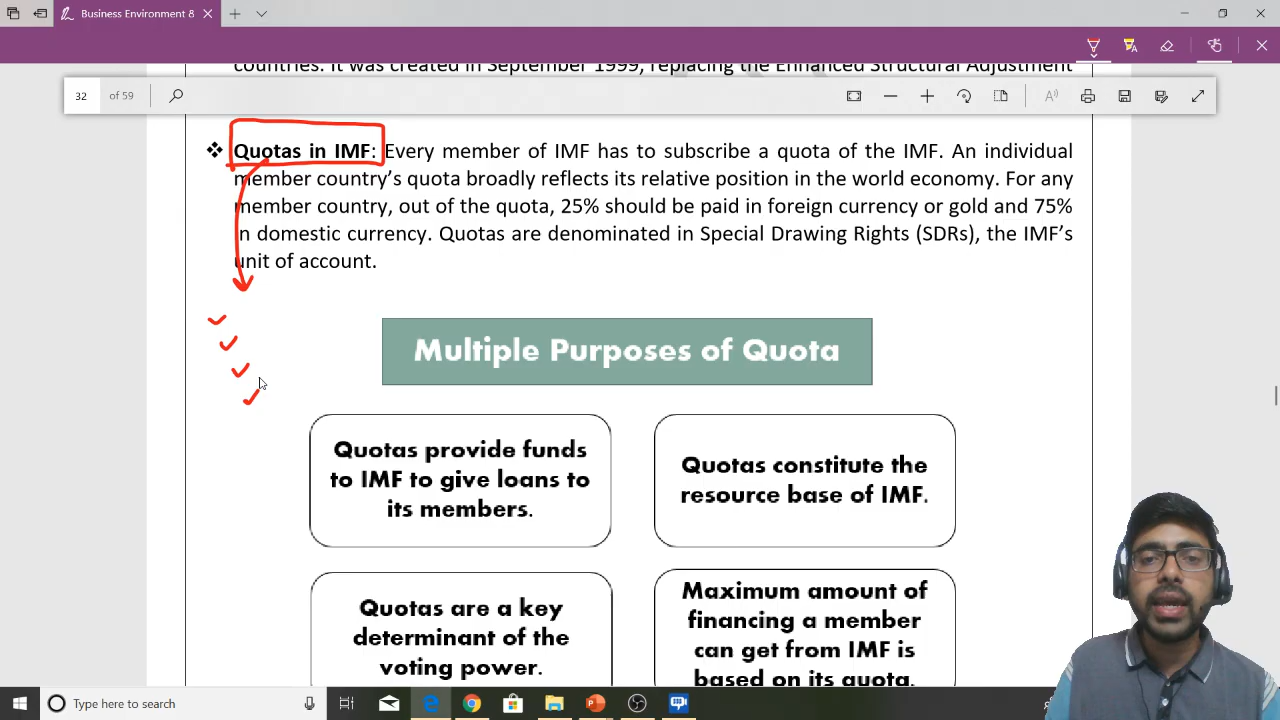 Business Environment 8
countries. It was created in September 1999, replacing the Enhanced Structural Adjustment
32 of 59
Quotas in IMF: Every member of IMF has to subscribe a quota of the IMF. An individual
member country's quota broadly reflects its relative position in the world economy. For any
member country, out of the quota, 25% should be paid in foreign currency or gold and 75%
in domestic currency. Quotas are denominated in Special Drawing Rights (SDRs), the IMF's
unit of account.
Multiple Purposes of Quota
Quotas provide funds
to IMF to give loans to
its members.
Quotas constitute the
resource base of IMF.
Quotas are a key
determinant of the
voting power.
Maximum amount of
financing a member
can get from IMF is
based on its quota.
Type here to search